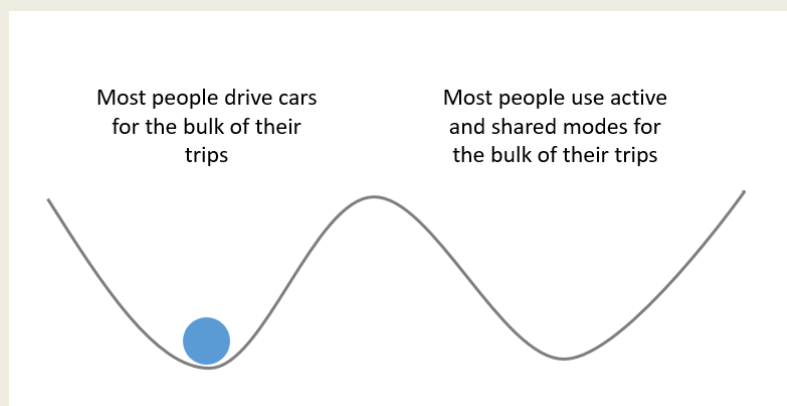 Most people drive cars
for the bulk of their
trips
Most people use active
and shared modes for
the bulk of their trips